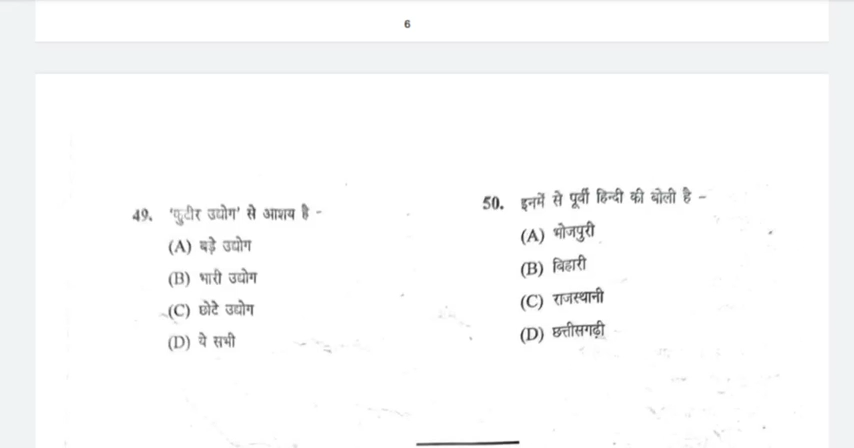 6
49. 'कुटीर उद्योग' से आशय है -
(A) बड़े उद्योग
(B) भारी उद्योग
(C) छोटे उद्योग
(D) ये सभी
50. इनमें से पूर्वी हिन्दी की बोली है -
(A) भोजपुरी
(B) बिहारी
(C) राजस्थानी
(D) छत्तीसगढ़ी